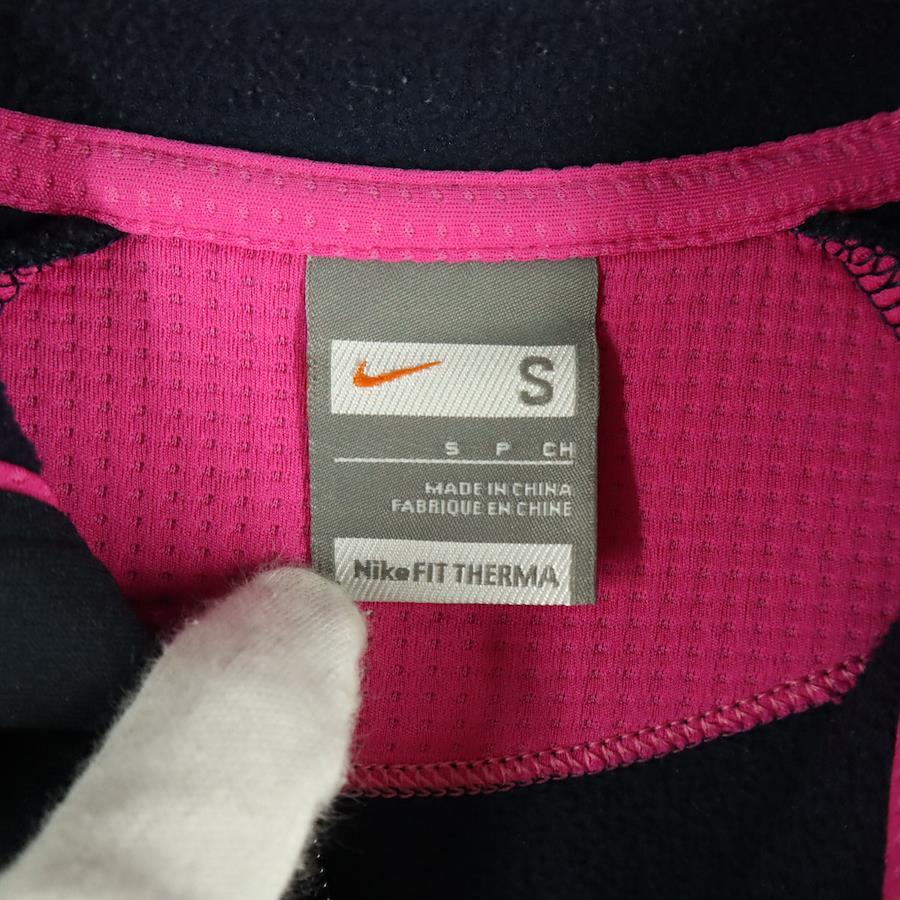 S
S P CH
MADE IN CHINA
FABRIQUE EN CHINE
Nike FIT THERMA